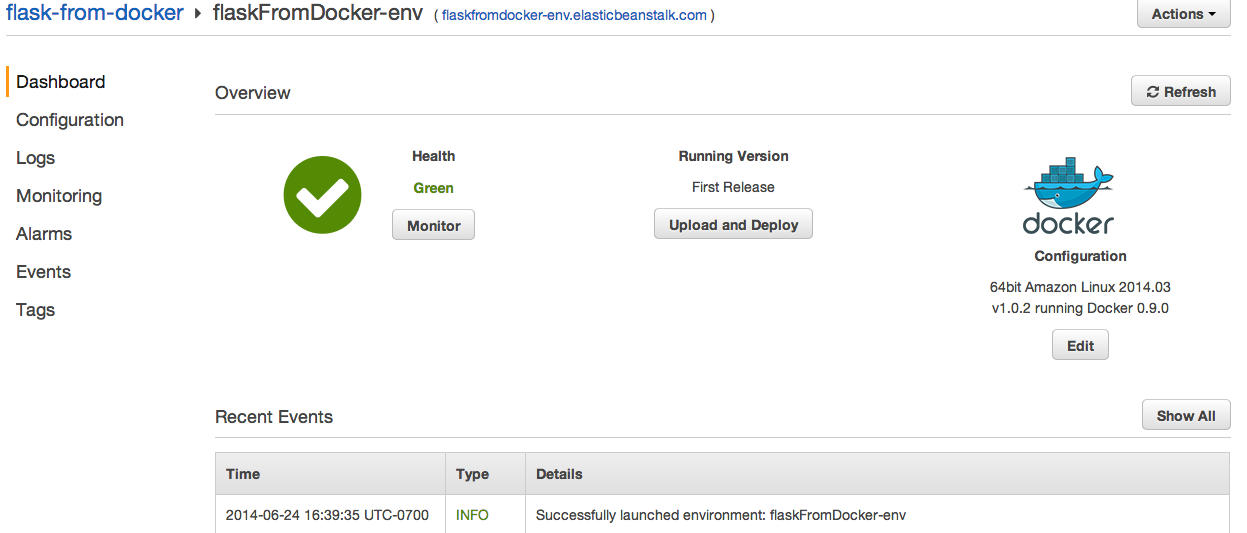 flask-from-docker ▸ flaskFromDocker-env ( flaskfromdocker-env.elasticbeanstalk.com )
Actions
Dashboard
Configuration
Logs
Monitoring
Alarms
Events
Tags
Overview
Refresh
Health
Green
Monitor
Running Version
First Release
Upload and Deploy
docker
Configuration
64bit Amazon Linux 2014.03
v1.0.2 running Docker 0.9.0
Edit
Recent Events
Show All
Time Type Details
2014-06-24 16:39:35 UTC-0700 INFO Successfully launched environment: flaskFromDocker-env